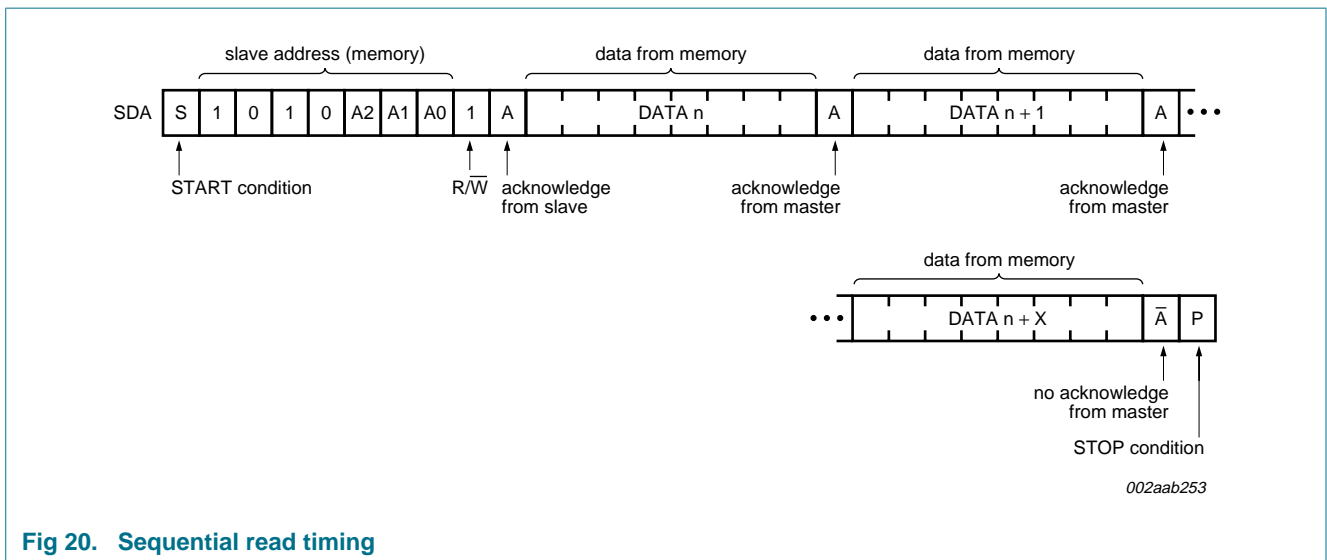 slave address (memory) data from memory data from memory
SDA S 1 0 1 0 A2 A1 A0 1 A DATA n A DATA n + 1 A •••
START condition R/W̅ acknowledge from slave acknowledge from master acknowledge from master
data from memory
••• DATA n + X A̅ P
no acknowledge
from master
STOP condition
002aab253
Fig 20. Sequential read timing